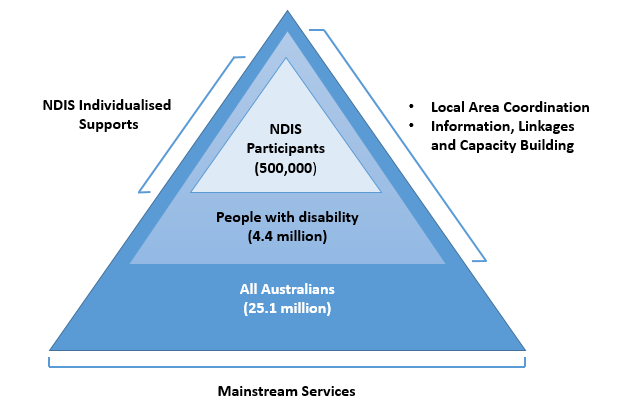 NDIS Individualised
Supports
NDIS
Participants
(500,000)
• Local Area Coordination
• Information, Linkages
and Capacity Building
People with disability
(4.4 million)
All Australians
(25.1 million)
Mainstream Services